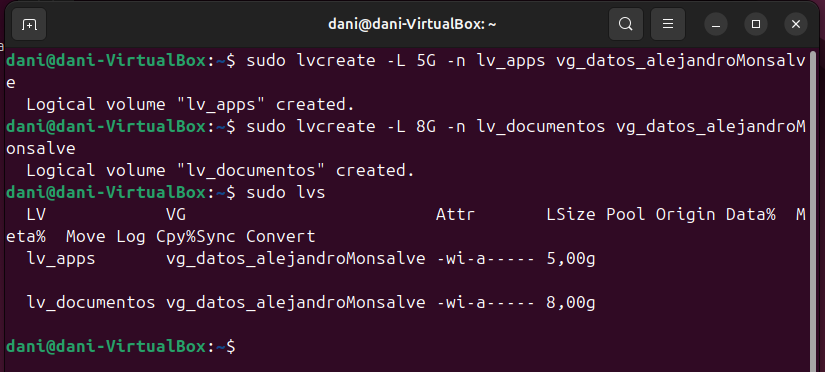 dani@dani-VirtualBox: ~
dani@dani-VirtualBox:~$ sudo lvcreate -L 5G -n lv_apps vg_datos_alejandroMonsalv
e
  Logical volume "lv_apps" created.
dani@dani-VirtualBox:~$ sudo lvcreate -L 8G -n lv_documentos vg_datos_alejandroM
onsalve
  Logical volume "lv_documentos" created.
dani@dani-VirtualBox:~$ sudo lvs
  LV            VG                         Attr       LSize Pool Origin Data%  M
eta%  Move Log Cpy%Sync Convert
  lv_apps       vg_datos_alejandroMonsalve -wi-a----- 5,00g
  lv_documentos vg_datos_alejandroMonsalve -wi-a----- 8,00g
dani@dani-VirtualBox:~$